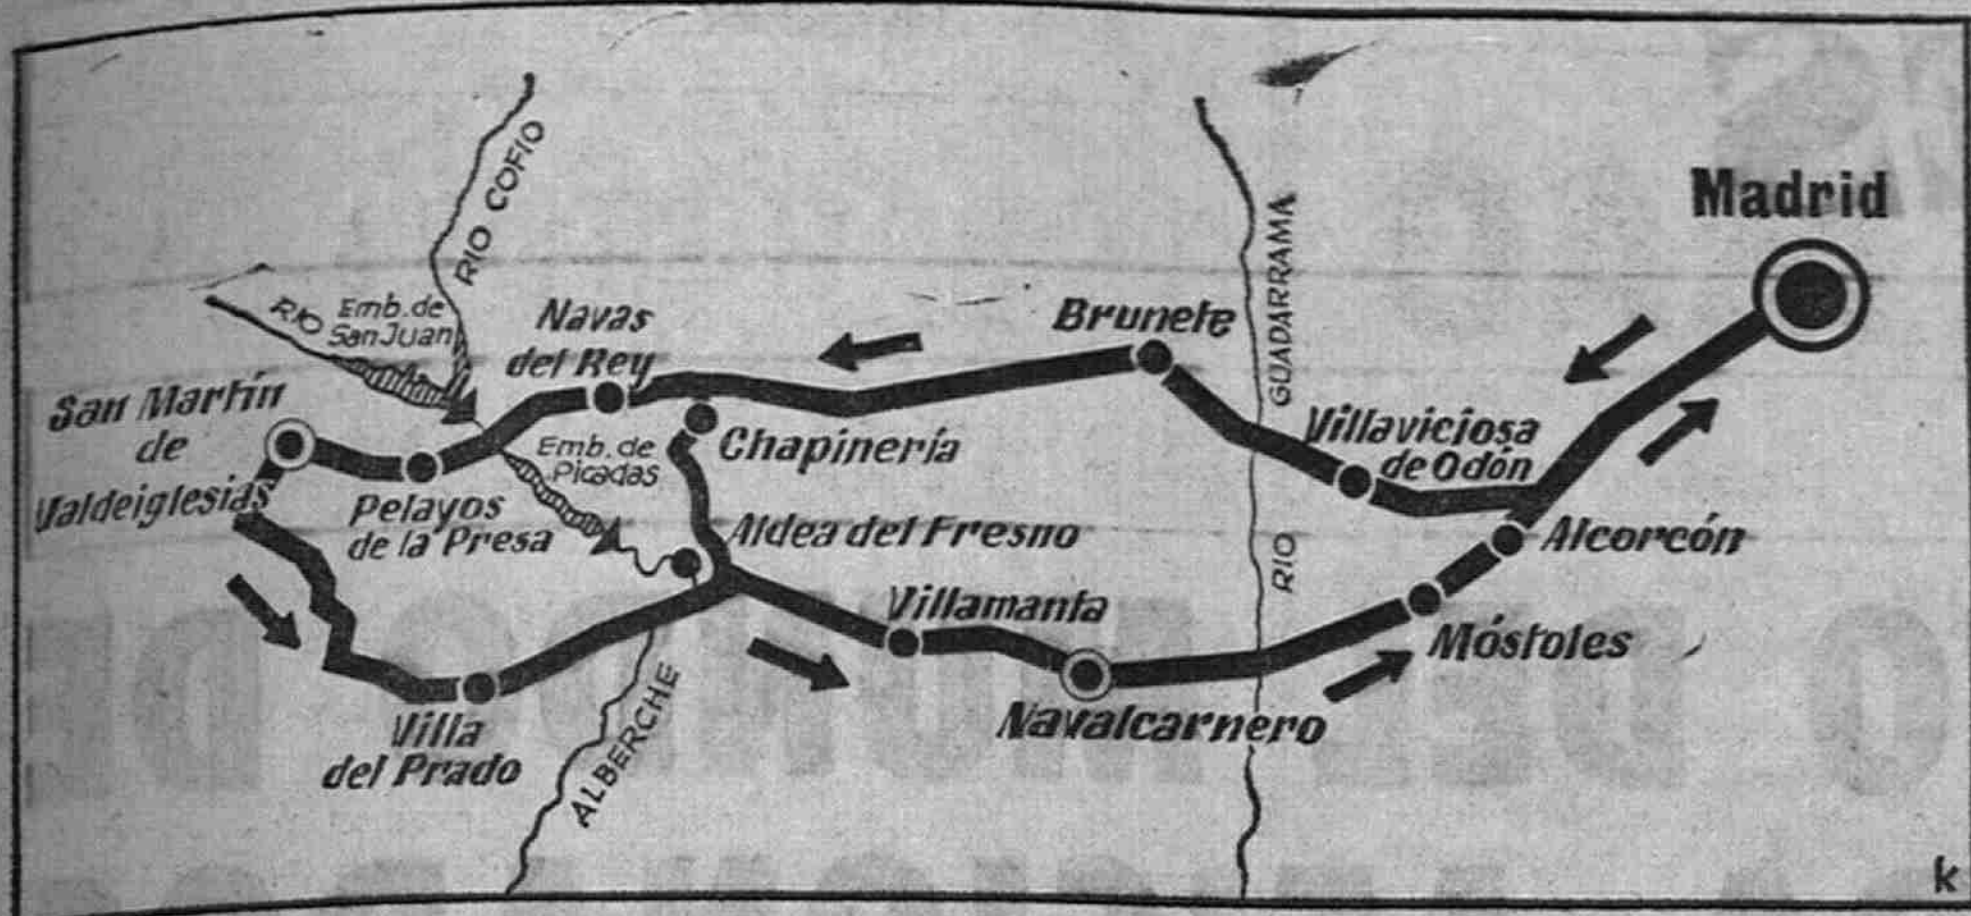 Madrid
RIO COFIO
RIO
Emb. de
San Juan
Navas
del Rey
Brunete
GUADARRAMA
RIO
San Martín
de
Valdeiglesias
Pelayos
de la Presa
Emb. de
Picadas
Chapinería
Villaviciosa
de Odón
Aldea del Fresno
Alcorcón
Villamanta
Móstoles
Navalcarnero
Villa
del Prado
ALBERCHE
k